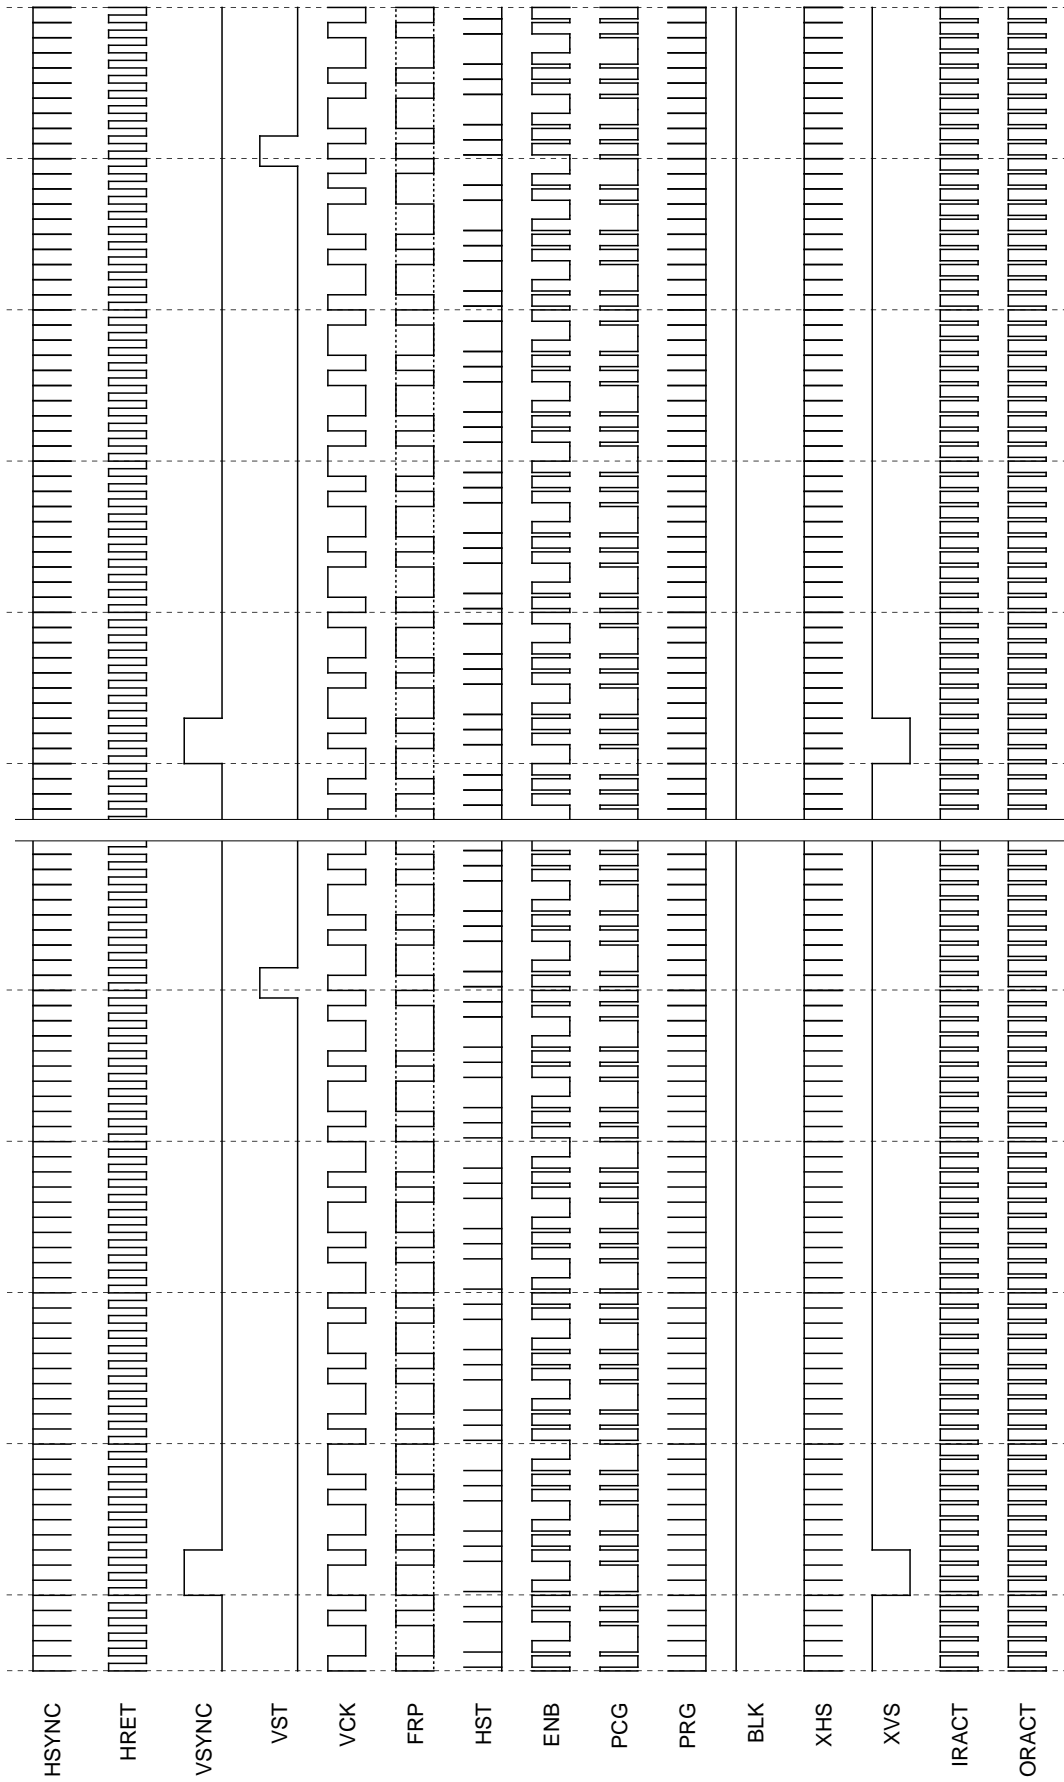 HSYNC
HRET
VSYNC
VST
VCK
FRP
HST
ENB
PCG
PRG
BLK
XHS
XVS
IRACT
ORACT